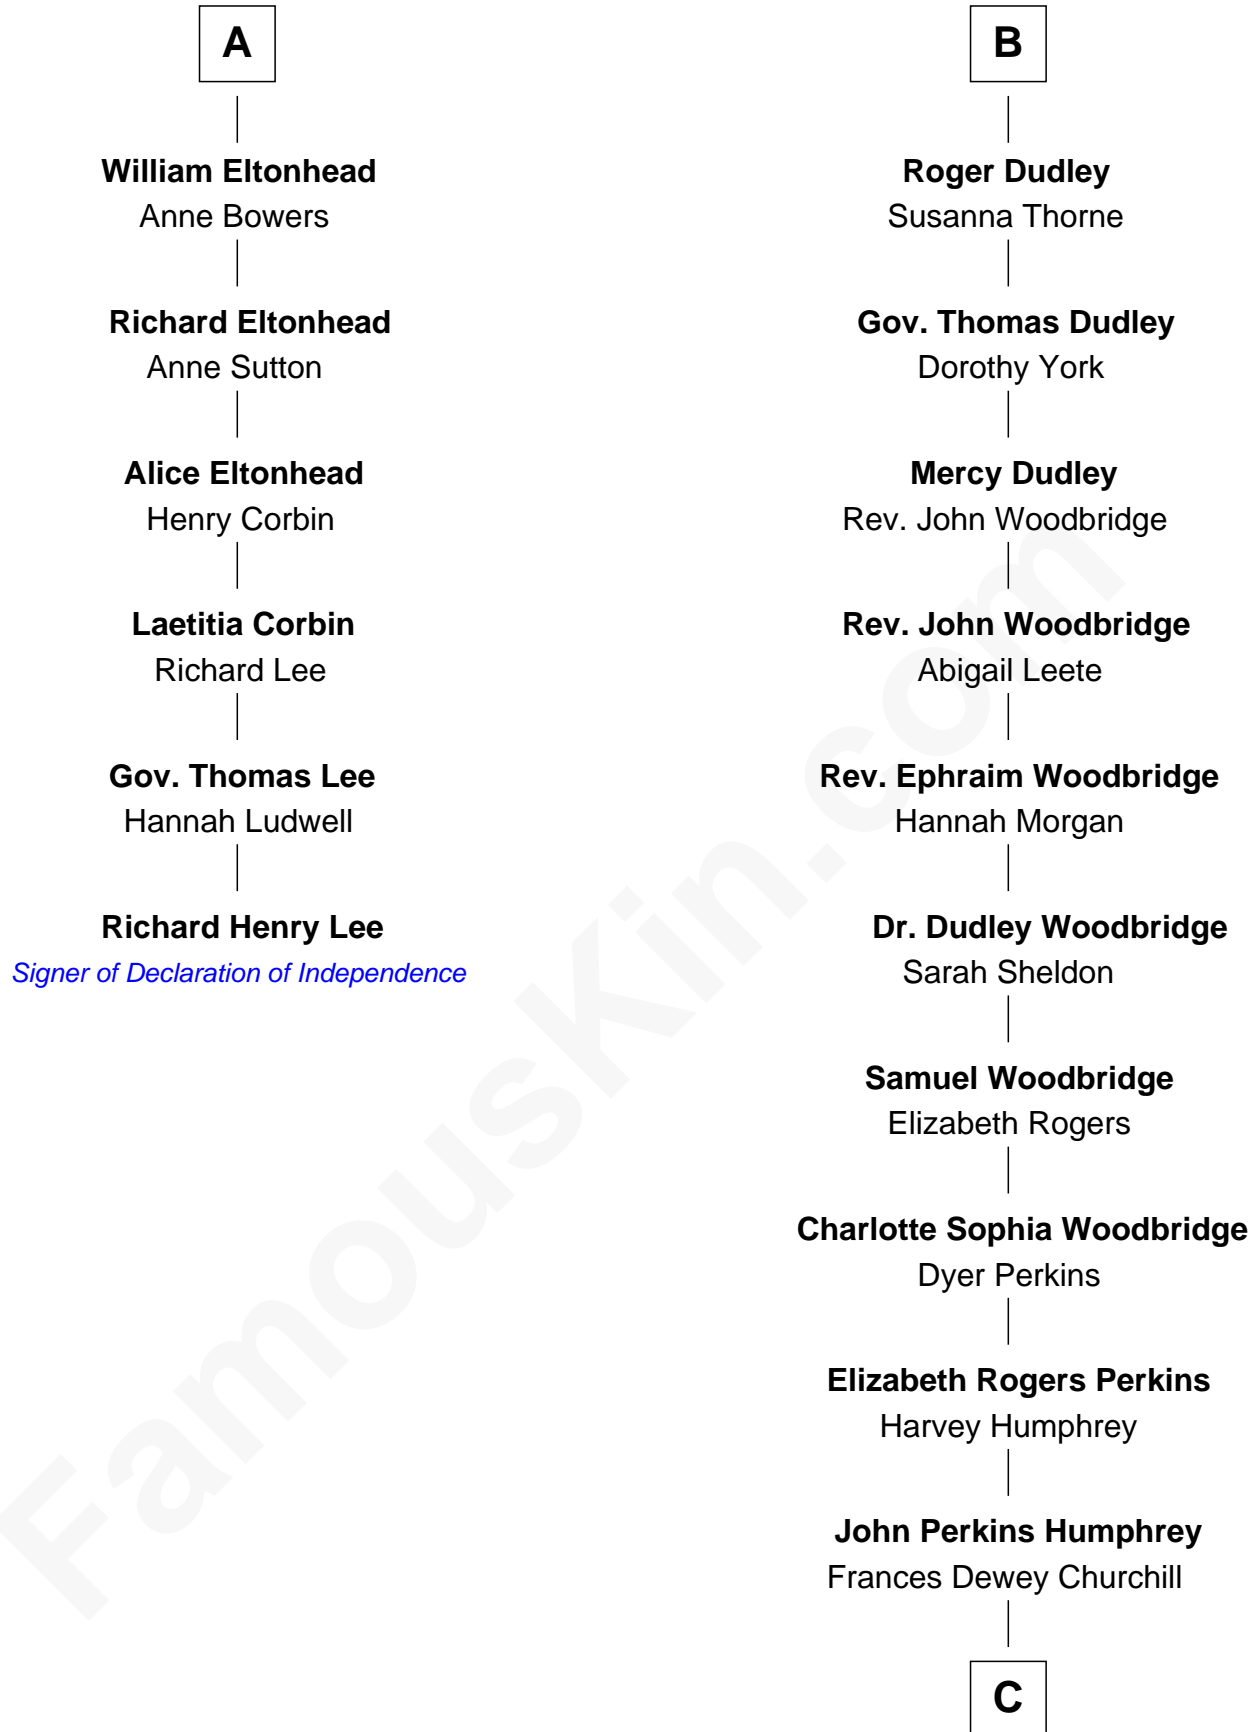 A
William Eltonhead
Anne Bowers
Richard Eltonhead
Anne Sutton
Alice Eltonhead
Henry Corbin
Laetitia Corbin
Richard Lee
Gov. Thomas Lee
Hannah Ludwell
Richard Henry Lee
Signer of Declaration of Independence
B
Roger Dudley
Susanna Thorne
Gov. Thomas Dudley
Dorothy York
Mercy Dudley
Rev. John Woodbridge
Rev. John Woodbridge
Abigail Leete
Rev. Ephraim Woodbridge
Hannah Morgan
Dr. Dudley Woodbridge
Sarah Sheldon
Samuel Woodbridge
Elizabeth Rogers
Charlotte Sophia Woodbridge
Dyer Perkins
Elizabeth Rogers Perkins
Harvey Humphrey
John Perkins Humphrey
Frances Dewey Churchill
C
FamousKin.com